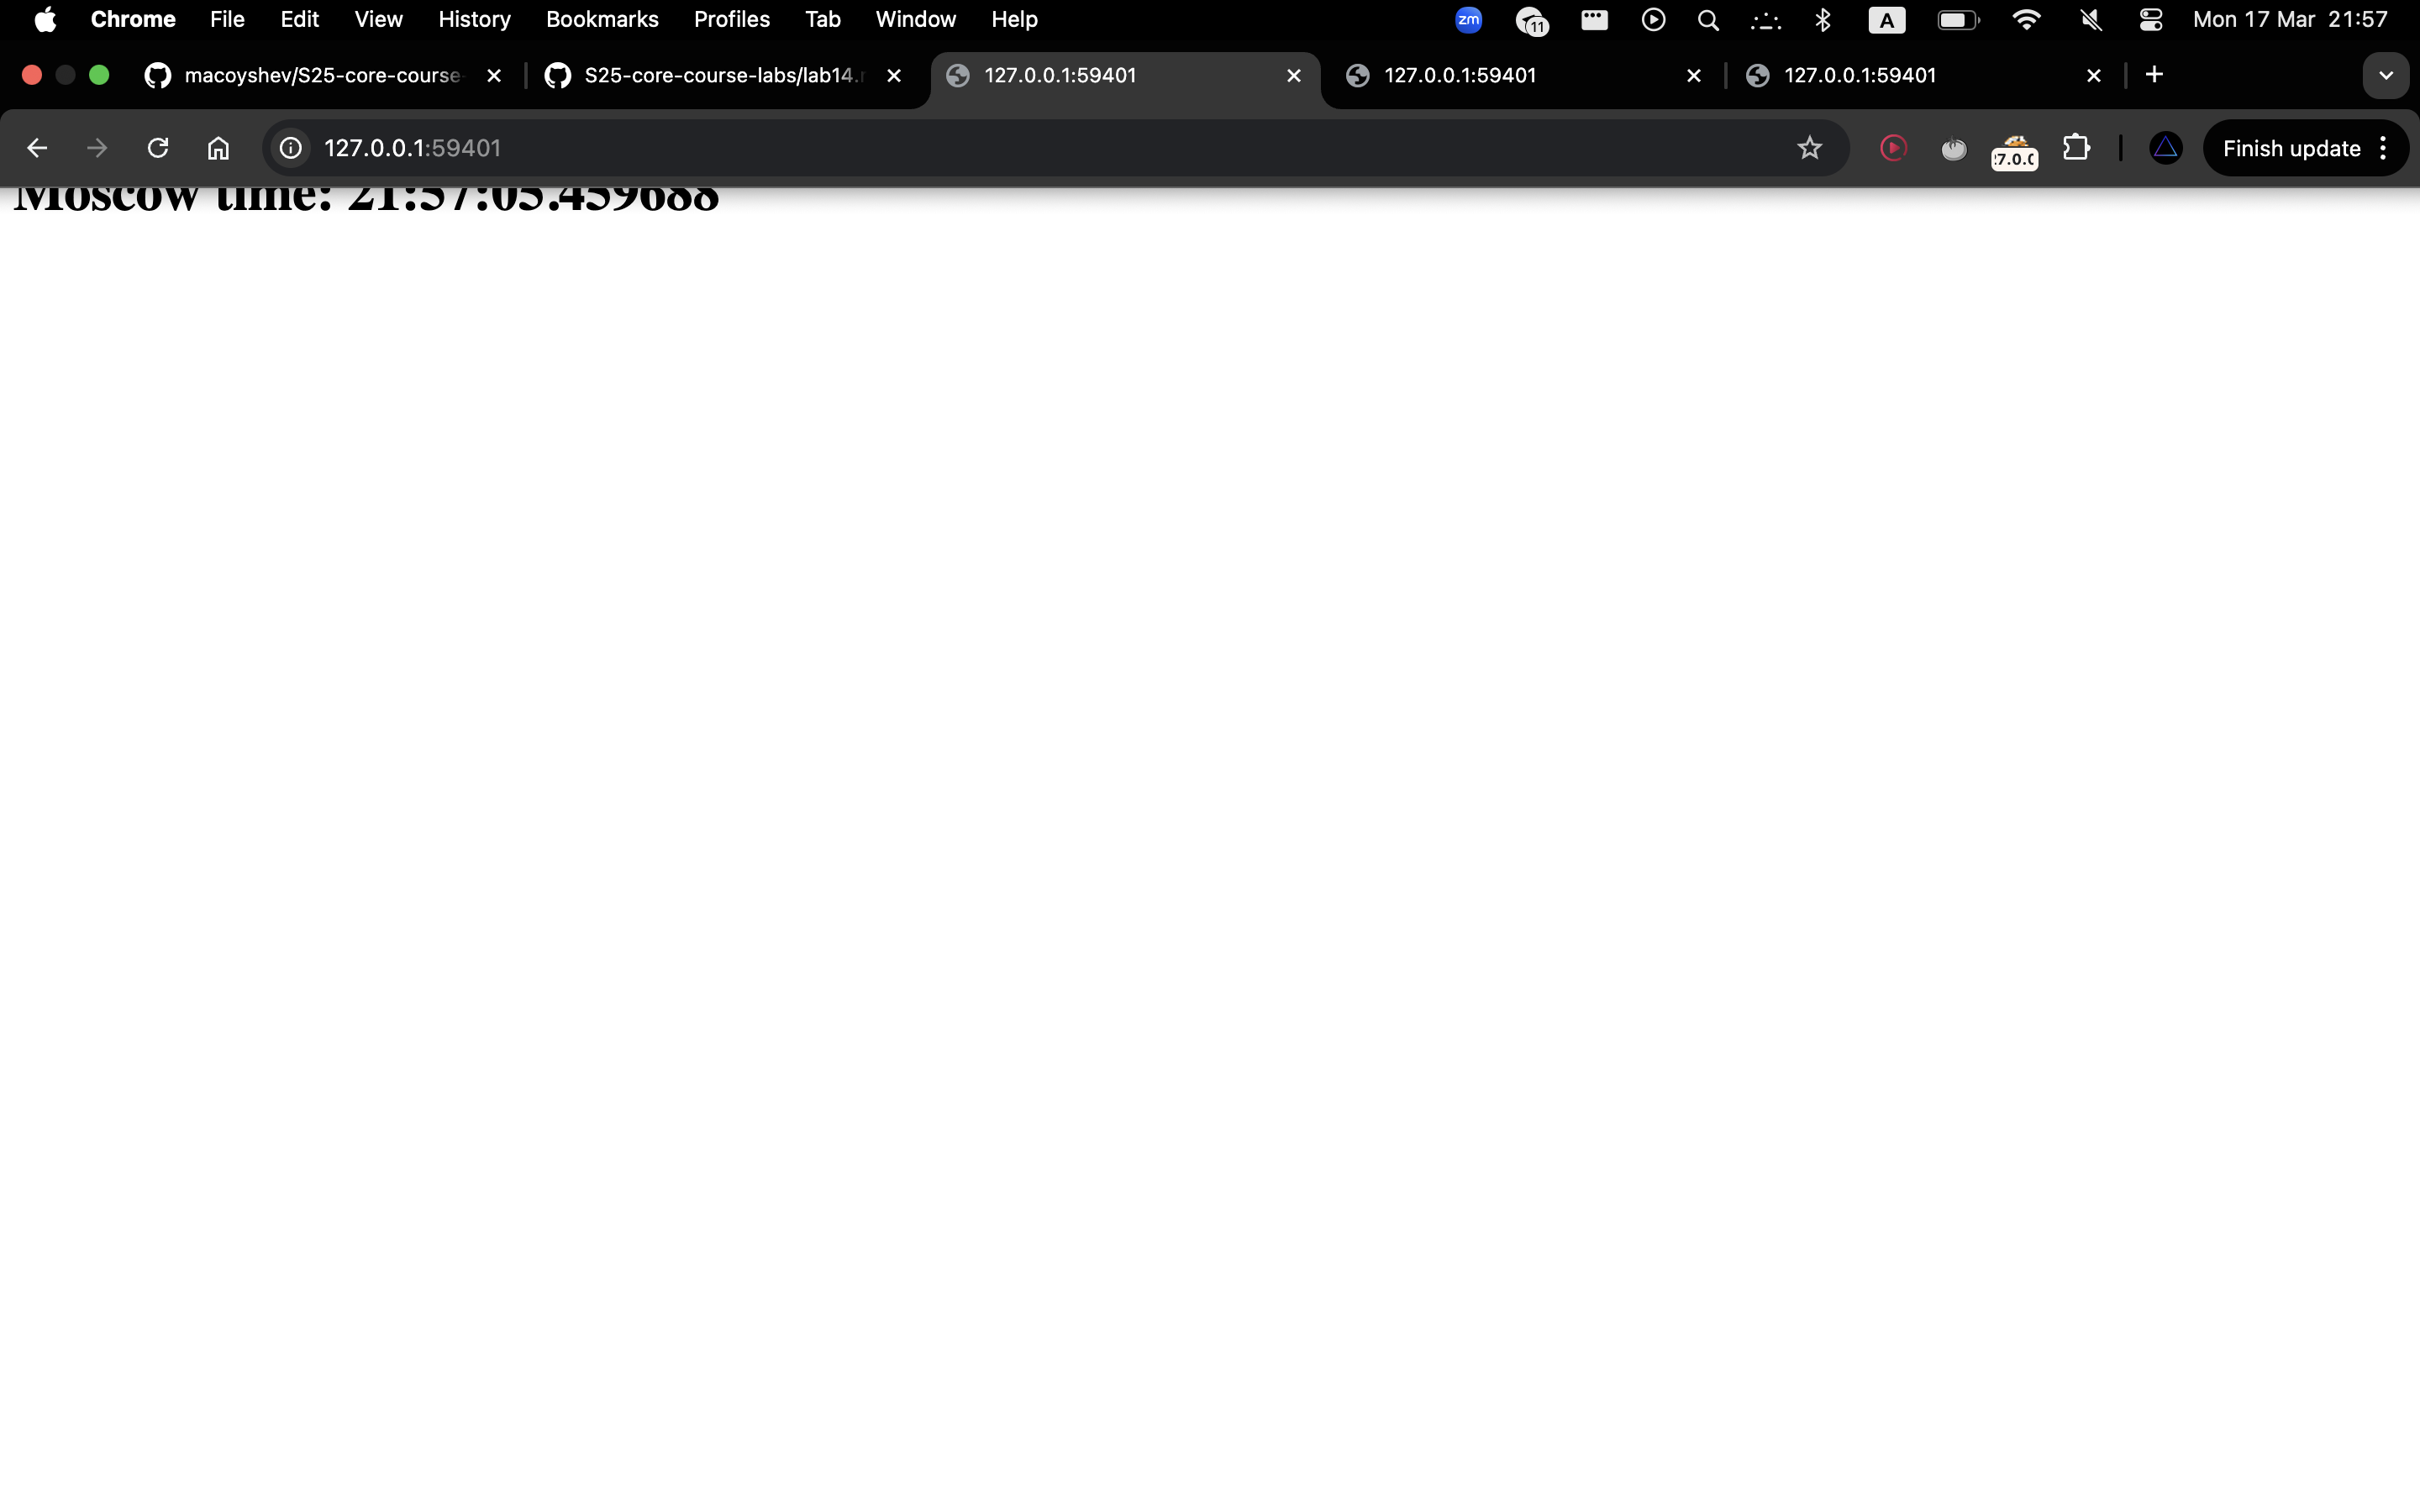 Chrome File Edit View History Bookmarks Profiles Tab Window Help zm 11 A Mon 17 Mar 21:57
macoyshev/S25-core-course- S25-core-course-labs/lab14. 127.0.0.1:59401 127.0.0.1:59401 127.0.0.1:59401
127.0.0.1:59401 7.0.0 Finish update
Moscow time: 21:57:05.459688